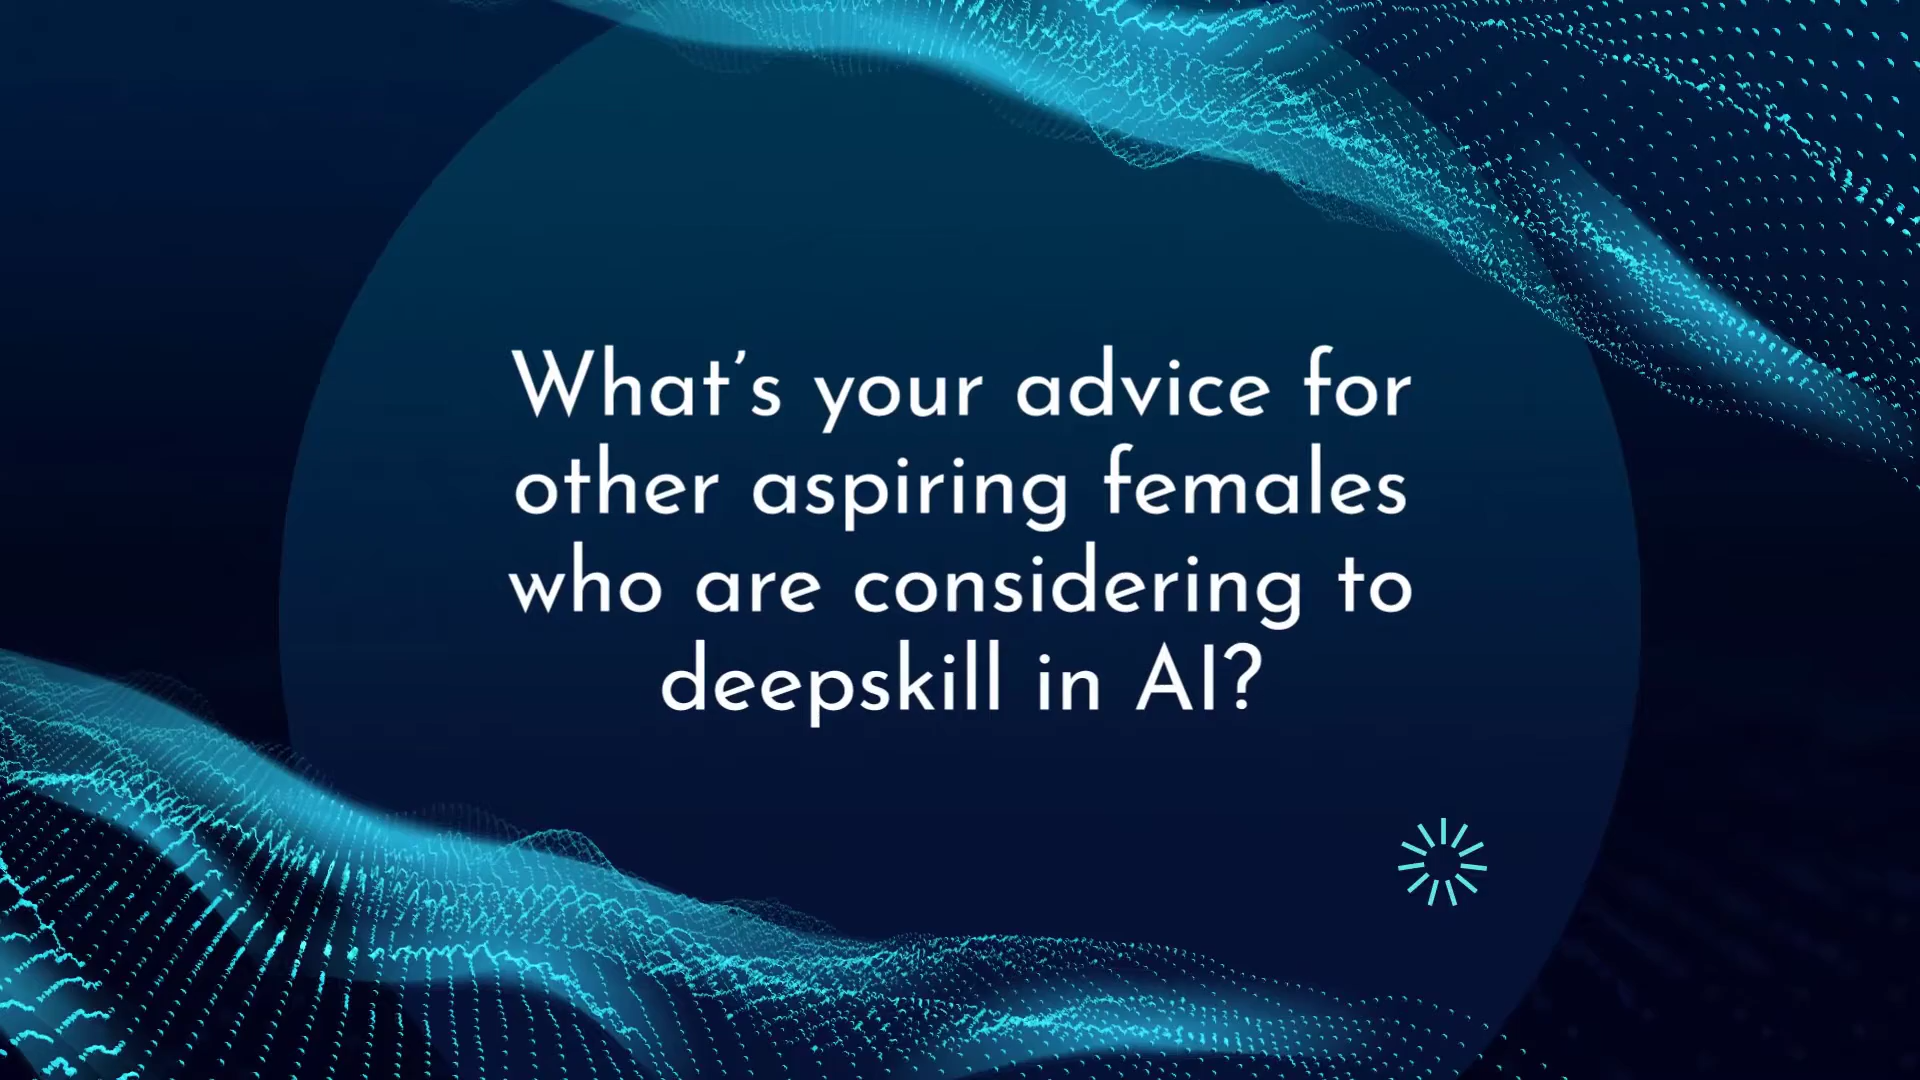 What's your advice for
other aspiring females
who are considering to
deepskill in AI?